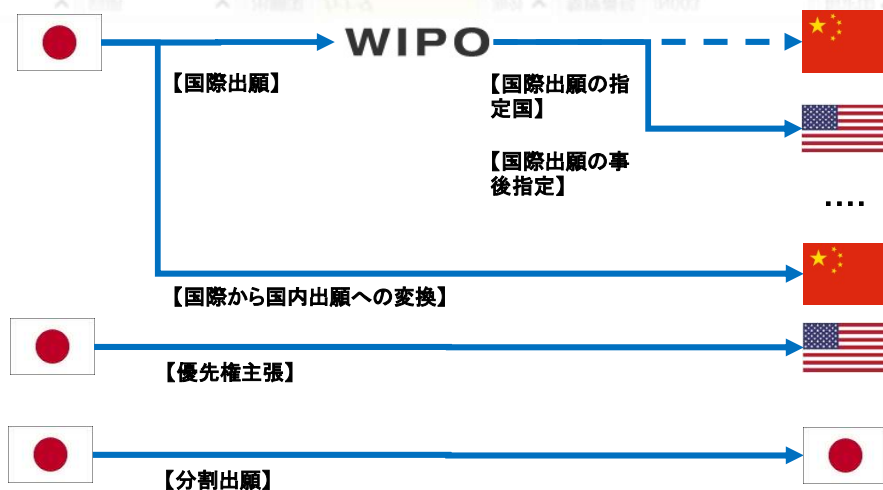 WIPO
【国際出願】
【国際出願の指
定国】
【国際出願の事
後指定】
....
【国際から国内出願への変換】
【優先権主張】
【分割出願】